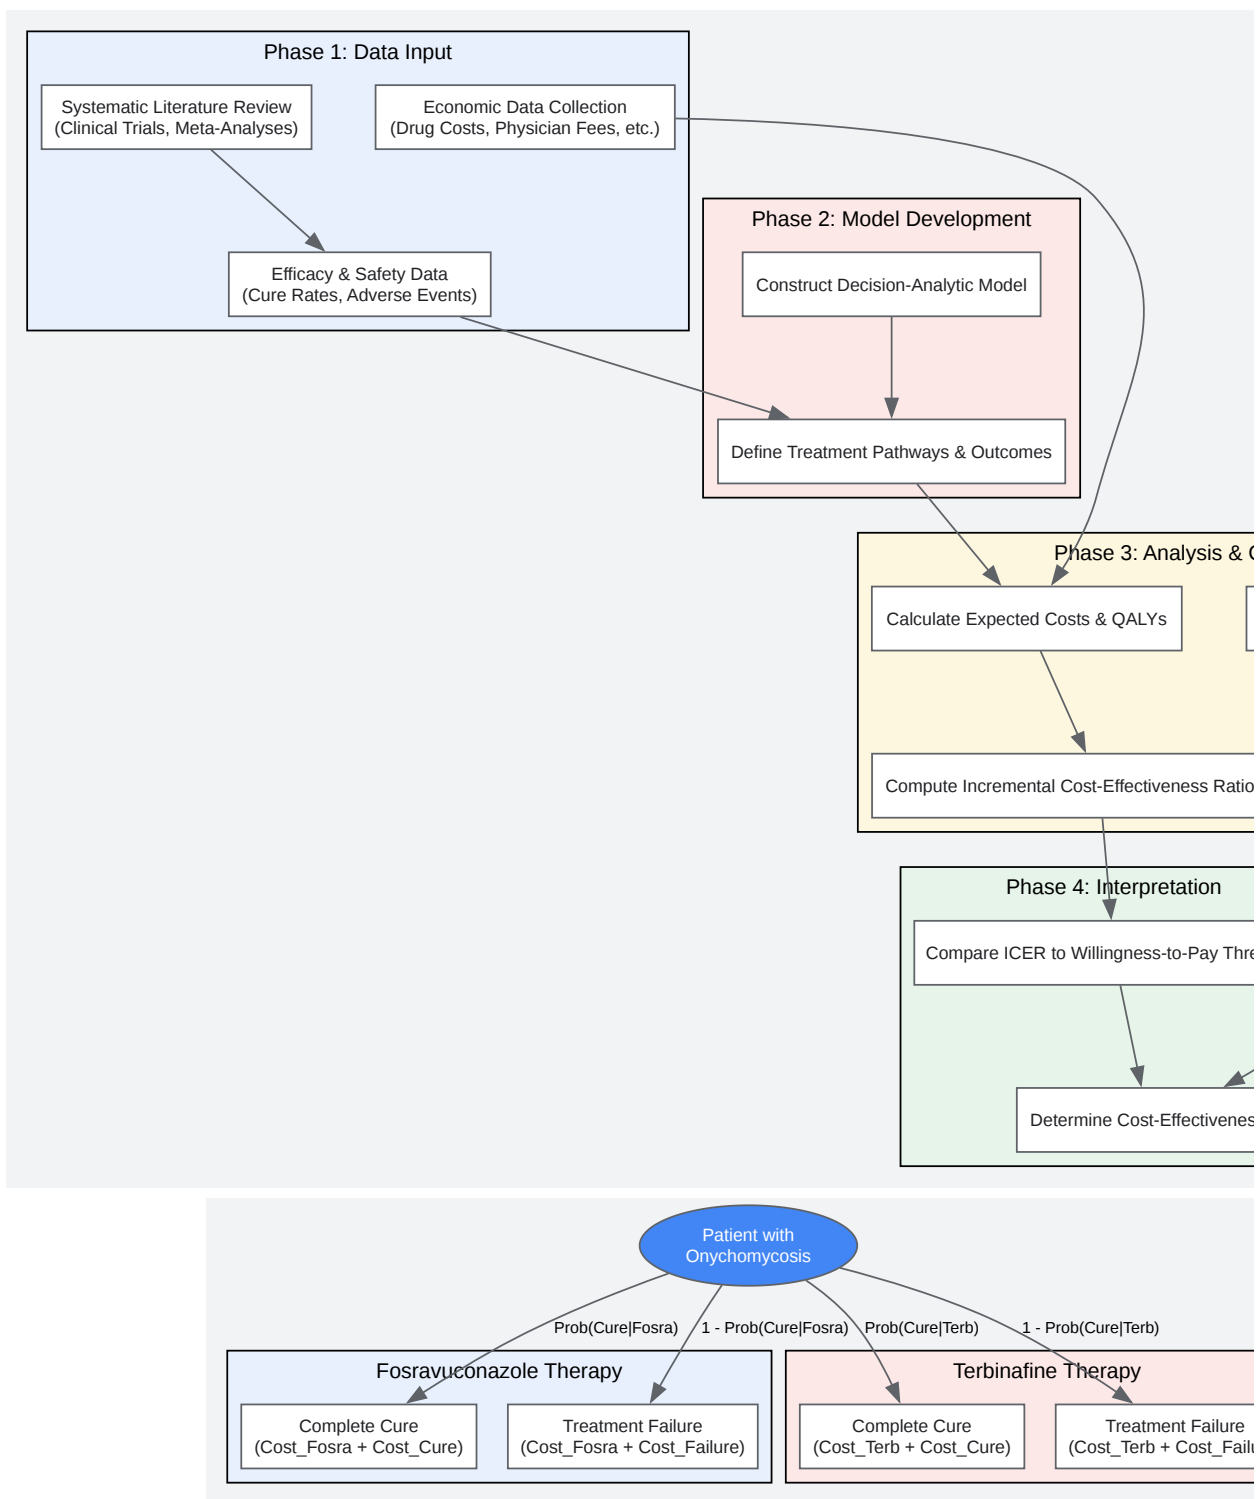 Phase 1: Data Input
Systematic Literature Review
(Clinical Trials, Meta-Analyses)
Economic Data Collection
(Drug Costs, Physician Fees, etc.)
Efficacy & Safety Data
(Cure Rates, Adverse Events)
Phase 2: Model Development
Construct Decision-Analytic Model
Define Treatment Pathways & Outcomes
Phase 3: Analysis &
Calculate Expected Costs & QALYs
Compute Incremental Cost-Effectiveness Ratio
Phase 4: Interpretation
Compare ICER to Willingness-to-Pay
Determine
Patient with
Onychomycosis
Prob(Cure|Fosra)
1 - Prob(Cure|Fosra)
Prob(Cure|Terb)
1 - Prob(Cure|Terb)
Fosravuconazole Therapy
Complete Cure
(Cost_Fosra + Cost_Cure)
Treatment Failure
(Cost_Fosra + Cost_Failure)
Terbinafine Therapy
Complete Cure
(Cost_Terb + Cost_Cure)
Treatment Failure
(Cost_Terb +